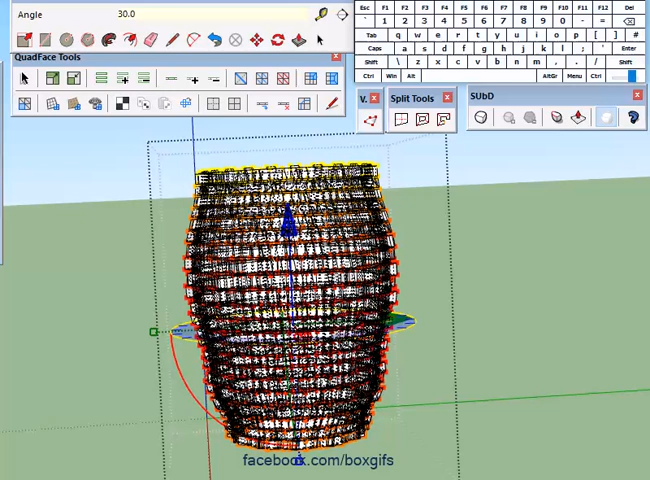 Angle 30.0
QuadFace Tools
Esc F1 F2 F3 F4 F5 F6 F7 F8 F9 F10 F11 F12 Del
` 1 2 3 4 5 6 7 8 9 0 - =
Tab q w e r t y u i o p [ ] #
Caps a s d f g h j k l ; ' Enter
Shift \ z x c v b n m , . / Shift
Ctrl Win Alt AltGr Menu Ctrl
V.. Split Tools SUbD
facebook.com/boxgifs